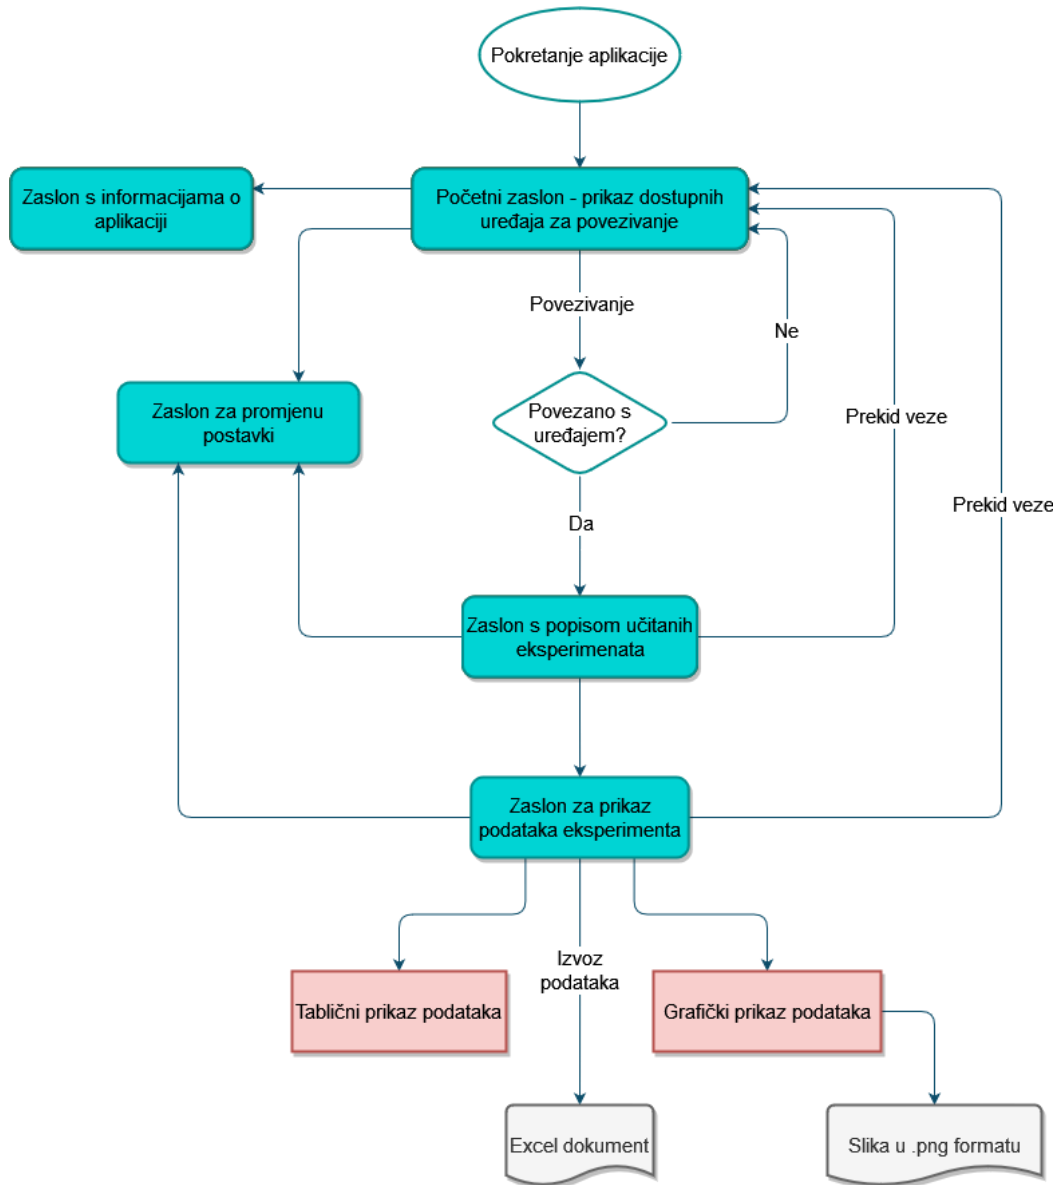 Pokretanje aplikacije
Zaslon s informacijama o
aplikaciji
Početni zaslon - prikaz dostupnih
uređaja za povezivanje
Povezivanje
Ne
Zaslon za promjenu
postavki
Povezano s
uređajem?
Prekid veze
Prekid veze
Da
Zaslon s popisom učitanih
eksperimenata
Zaslon za prikaz
podataka eksperimenta
Izvoz
podataka
Tablični prikaz podataka
Grafički prikaz podataka
Excel dokument
Slika u .png formatu